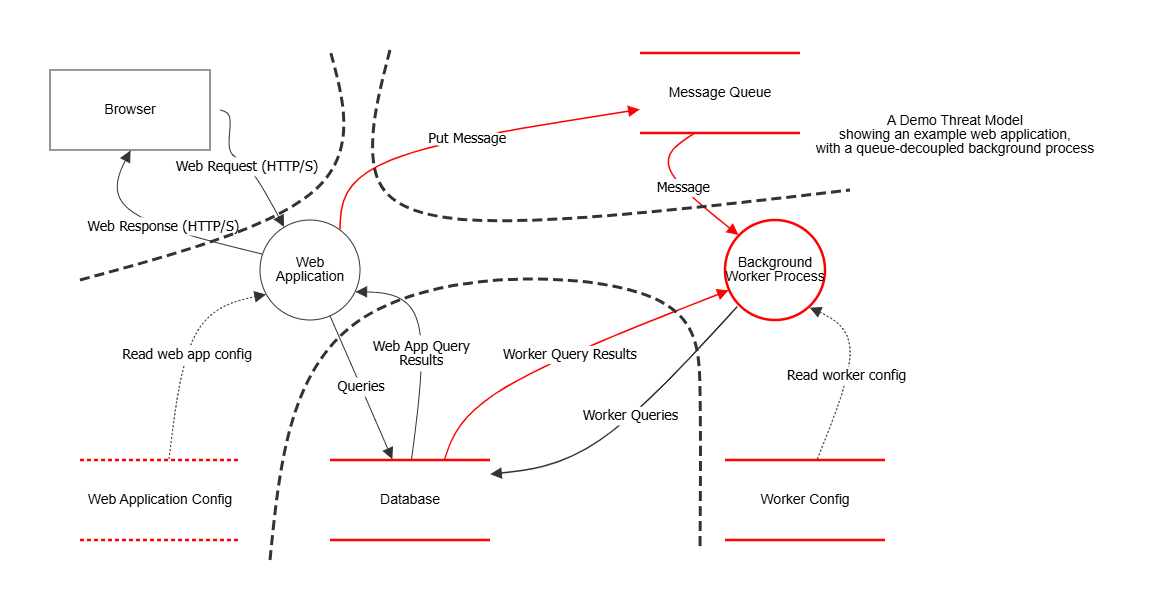 Browser
Message Queue
A Demo Threat Model
showing an example web application,
with a queue-decoupled background process
Put Message
Web Request (HTTP/S)
Message
Web Response (HTTP/S)
Web
Application
Background
Worker Process
Read web app config
Web App Query
Results
Worker Query Results
Queries
Read worker config
Worker Queries
Web Application Config
Database
Worker Config